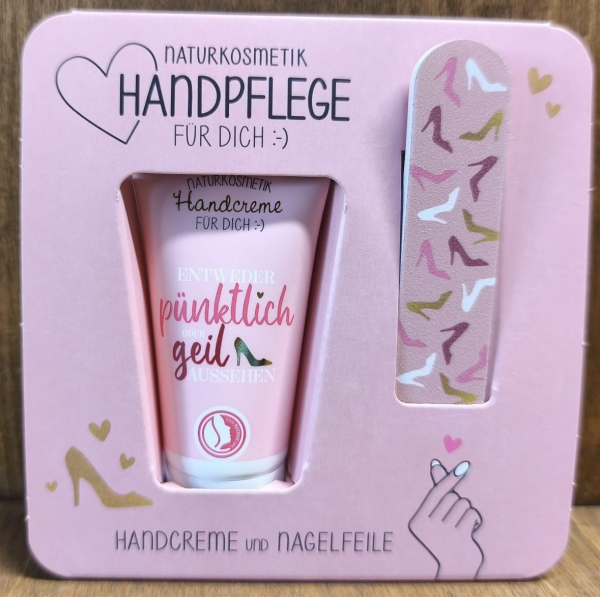 NATURKOSMETIK
HANDPFLEGE
FÜR DICH :-)
NATURKOSMETIK
Handcreme
FÜR DICH :-)
ENTWEDER
pünktlich
ODER
geil
AUSSEHEN
HANDCREME UND NAGELFEILE